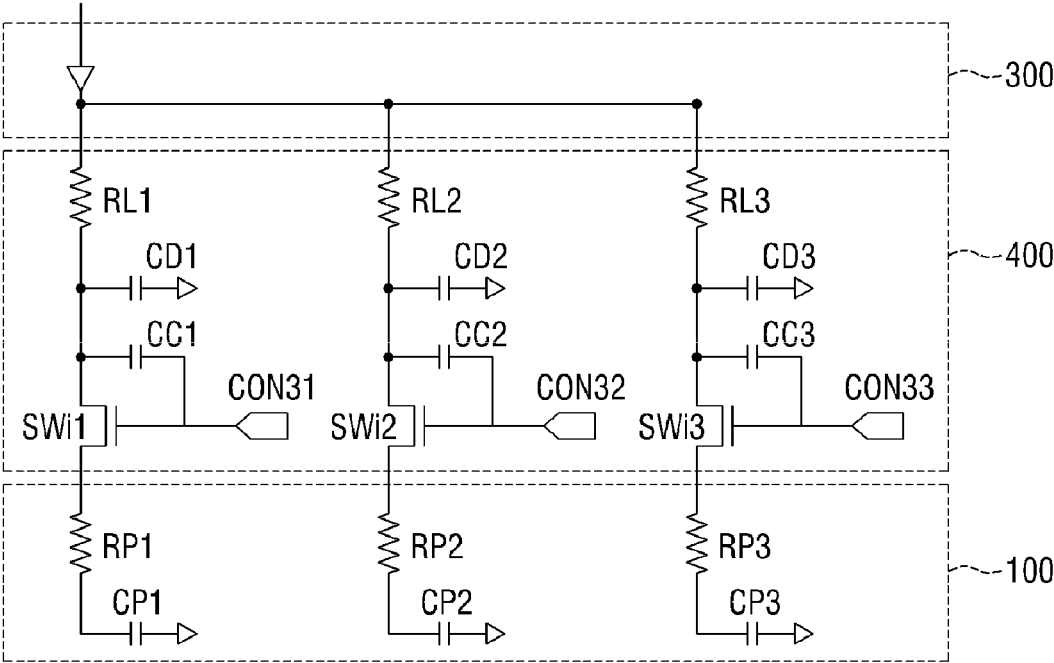 300
RL1 RL2 RL3
CD1 CD2 CD3
400
CC1 CC2 CC3
CON31 CON32 CON33
SWi1 SWi2 SWi3
RP1 RP2 RP3
100
CP1 CP2 CP3